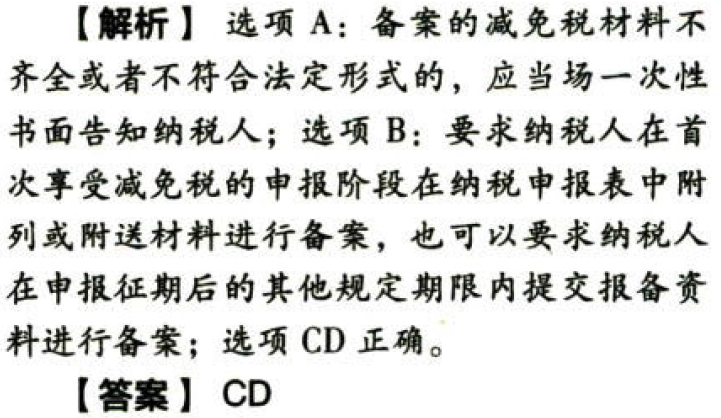 【解析】 选项 A：备案的减免税材料不
齐全或者不符合法定形式的，应当场一次性
书面告知纳税人；选项 B：要求纳税人在首
次享受减免税的申报阶段在纳税申报表中附
列或附送材料进行备案，也可以要求纳税人
在申报征期后的其他规定期限内提交报备资
料进行备案；选项 CD 正确。
【答案】 CD